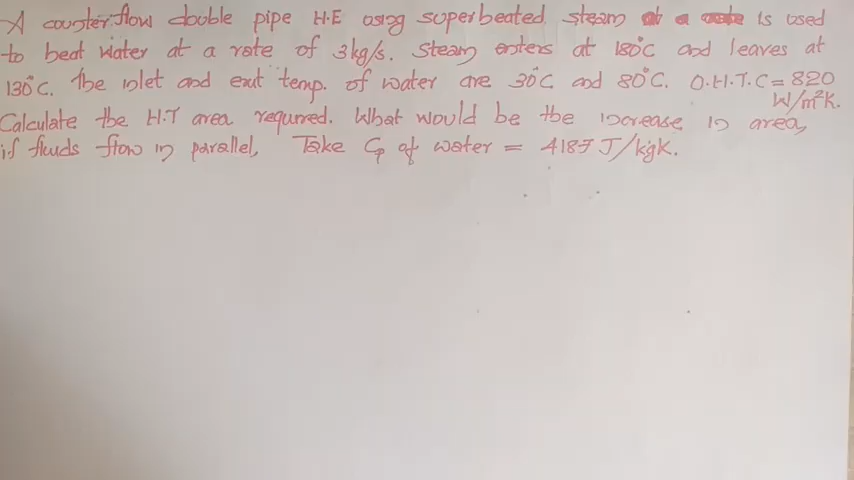 A counter flow double pipe H.E using superheated steam is used
to heat water at a rate of 3kg/s. Steam enters at 180°C and leaves at
130°C. The inlet and exit temp. of water are 30°C and 80°C. O.H.T.C = 820
W/m²K.
Calculate the H.T area required. What would be the increase in area,
if fluids flow in parallel. Take Cp of water = 4187 J/kgK.